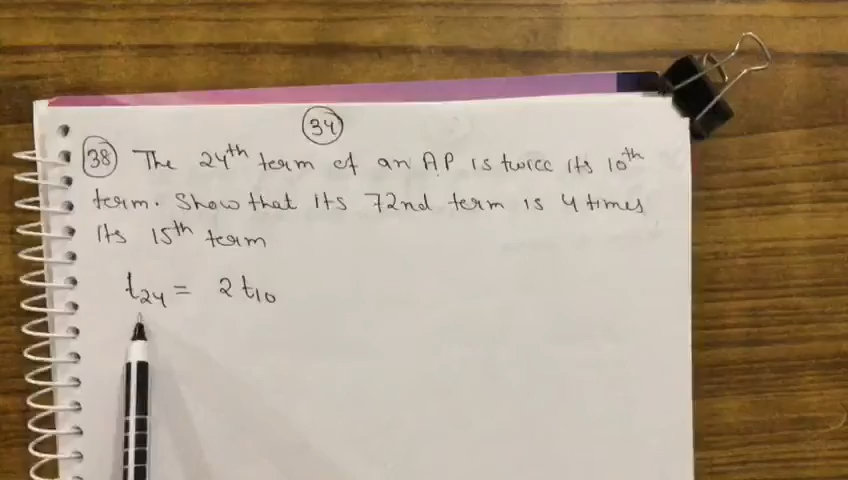 34
38 The 24th term of an A.P is twice its 10th
term. Show that its 72nd term is 4 times
its 15th term
t24 = 2 t10